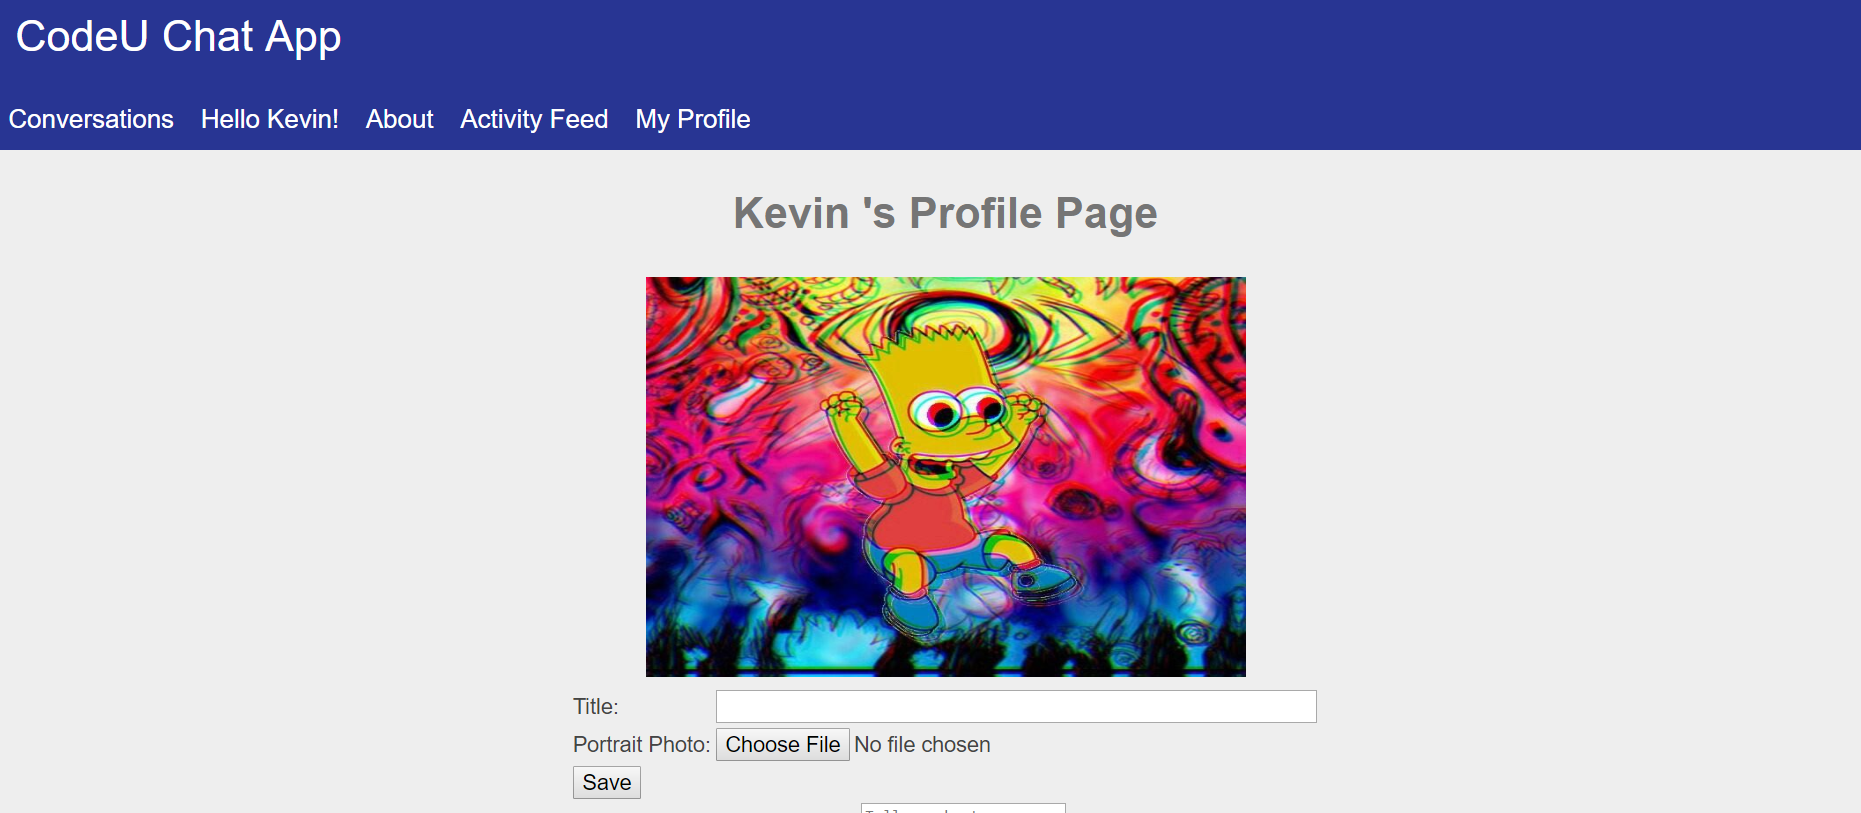 CodeU Chat App
Conversations Hello Kevin! About Activity Feed My Profile
Kevin 's Profile Page
Title:
Portrait Photo: Choose File No file chosen
Save